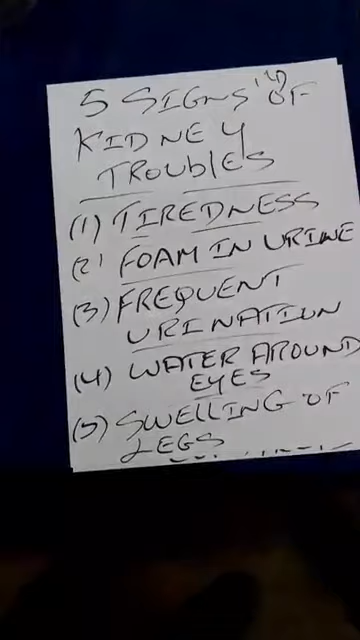 5 SIGNS OF
KIDNEY
TROUBLES
(1) TIREDNESS
(2) FOAM IN URINE
(3) FREQUENT
URINATION
(4) WATER AROUND
EYES
(5) SWELLING OF
LEGS